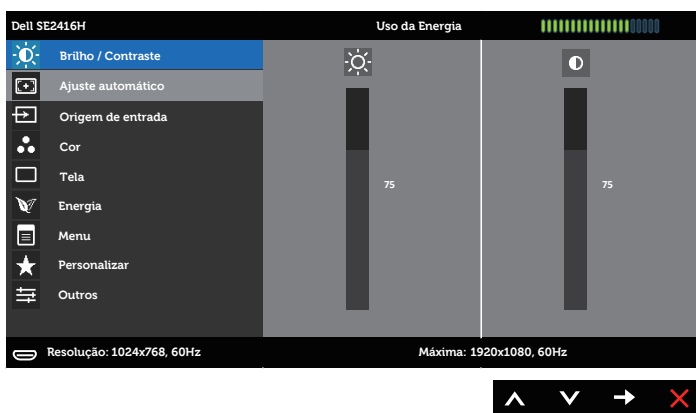 Dell SE2416H Uso da Energia
Brilho / Contraste
Ajuste automático
Origem de entrada
Cor
Tela
Energia
Menu
Personalizar
Outros
75 75
Resolução: 1024x768, 60Hz Máxima: 1920x1080, 60Hz